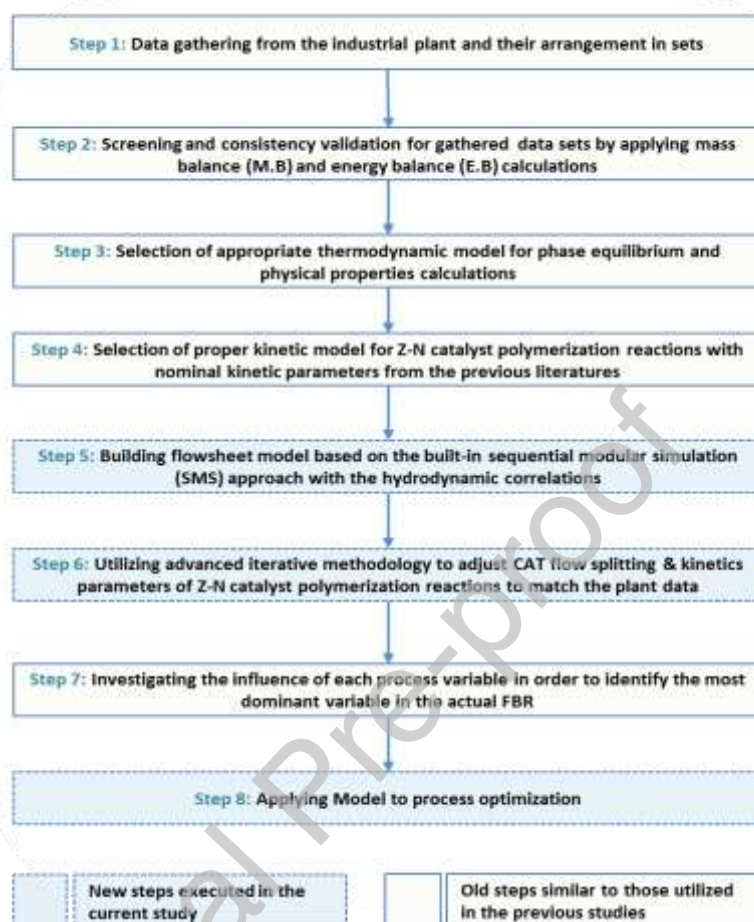 Step 1: Data gathering from the industrial plant and their arrangement in sets
Step 2: Screening and consistency validation for gathered data sets by applying mass
balance (M.B) and energy balance (E.B) calculations
Step 3: Selection of appropriate thermodynamic model for phase equilibrium and
physical properties calculations
Step 4: Selection of proper kinetic model for Z-N catalyst polymerization reactions with
nominal kinetic parameters from the previous literatures
Step 5: Building flowsheet model based on the built-in sequential modular simulation
(SMS) approach with the hydrodynamic correlations
Step 6: Utilizing advanced iterative methodology to adjust CAT flow splitting & kinetics
parameters of Z-N catalyst polymerization reactions to match the plant data
Step 7: Investigating the influence of each process variable in order to identify the most
dominant variable in the actual FBR
Step 8: Applying Model to process optimization
New steps executed in the
current study
Old steps similar to those utilized
in the previous studies
al Pre-proof